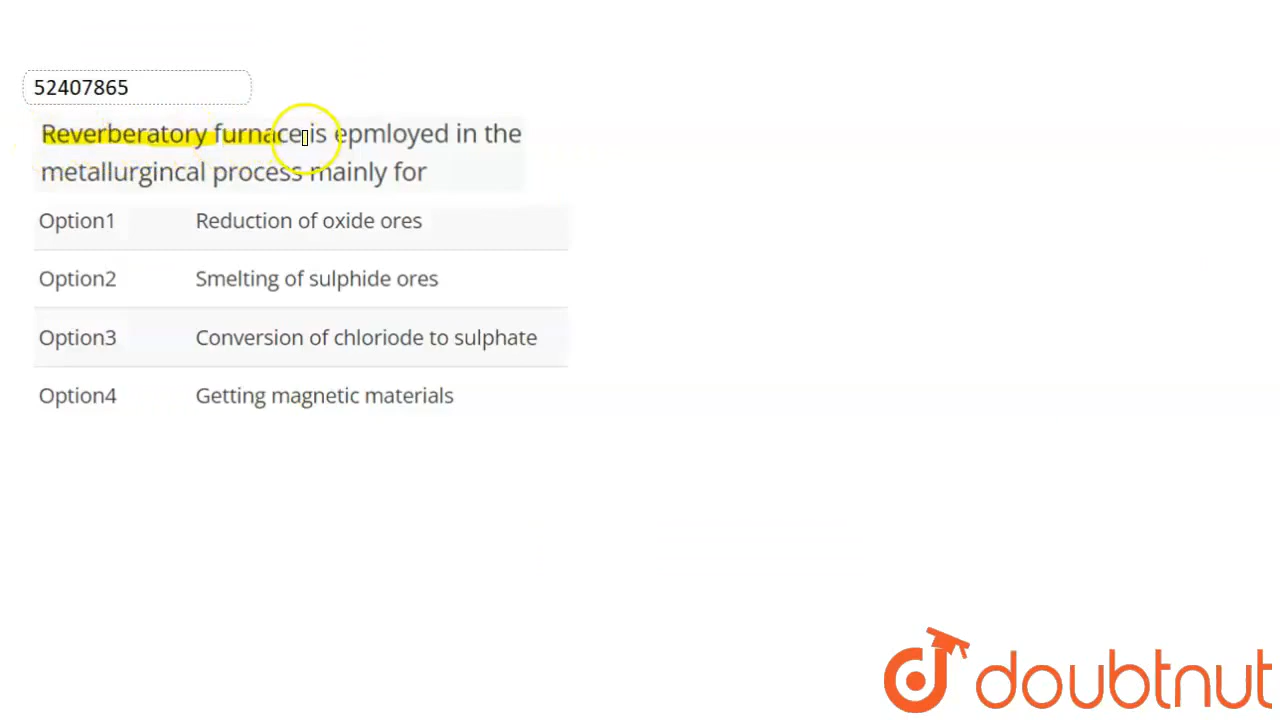 52407865
Reverberatory furnace is epmloyed in the
metallurgincal process mainly for
Option1 Reduction of oxide ores
Option2 Smelting of sulphide ores
Option3 Conversion of chloriode to sulphate
Option4 Getting magnetic materials
doubtnut